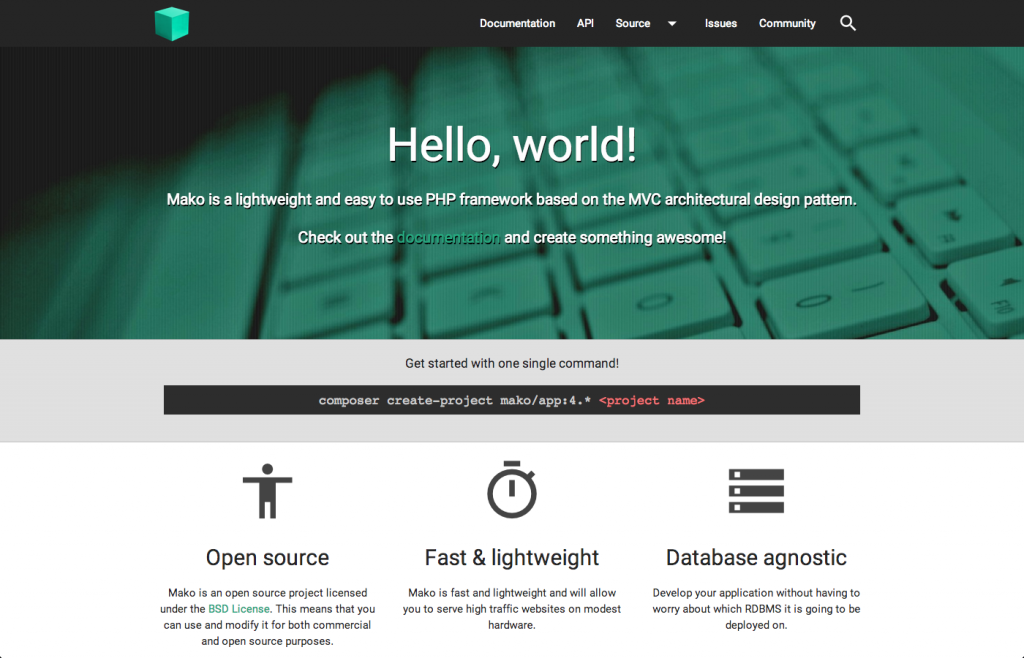 Documentation API Source Issues Community
Hello, world!
Mako is a lightweight and easy to use PHP framework based on the MVC architectural design pattern.
Check out the documentation and create something awesome!
Get started with one single command!
composer create-project mako/app:4.* <project name>
Open source
Mako is an open source project licensed
under the BSD License. This means that you
can use and modify it for both commercial
and open source purposes.
Fast & lightweight
Mako is fast and lightweight and will allow
you to serve high traffic websites on modest
hardware.
Database agnostic
Develop your application without having to
worry about which RDBMS it is going to be
deployed on.